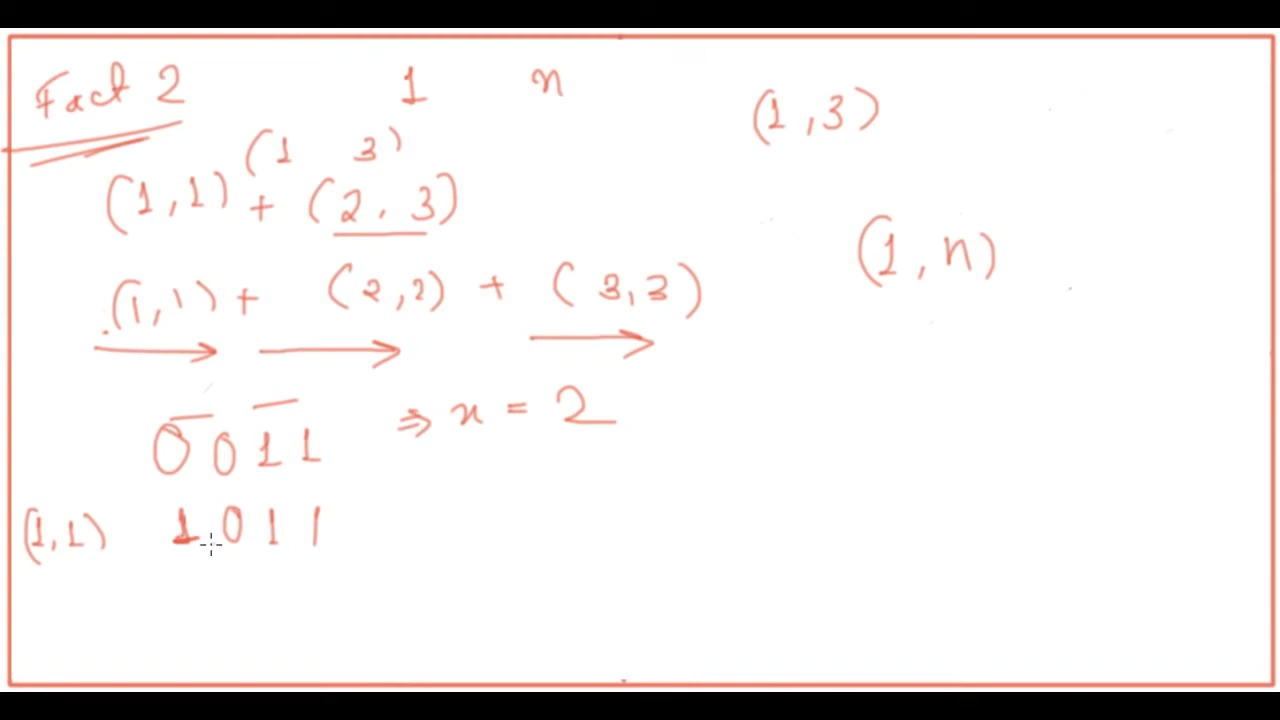 Fact 2 1 n (1,3)
(1 3)
(1,1) + (2,3)
(1,n)
(1,1) + (2,2) + (3,3)
0 0 1 1 ⇒ x = 2
(1,1) 1 0 1 1